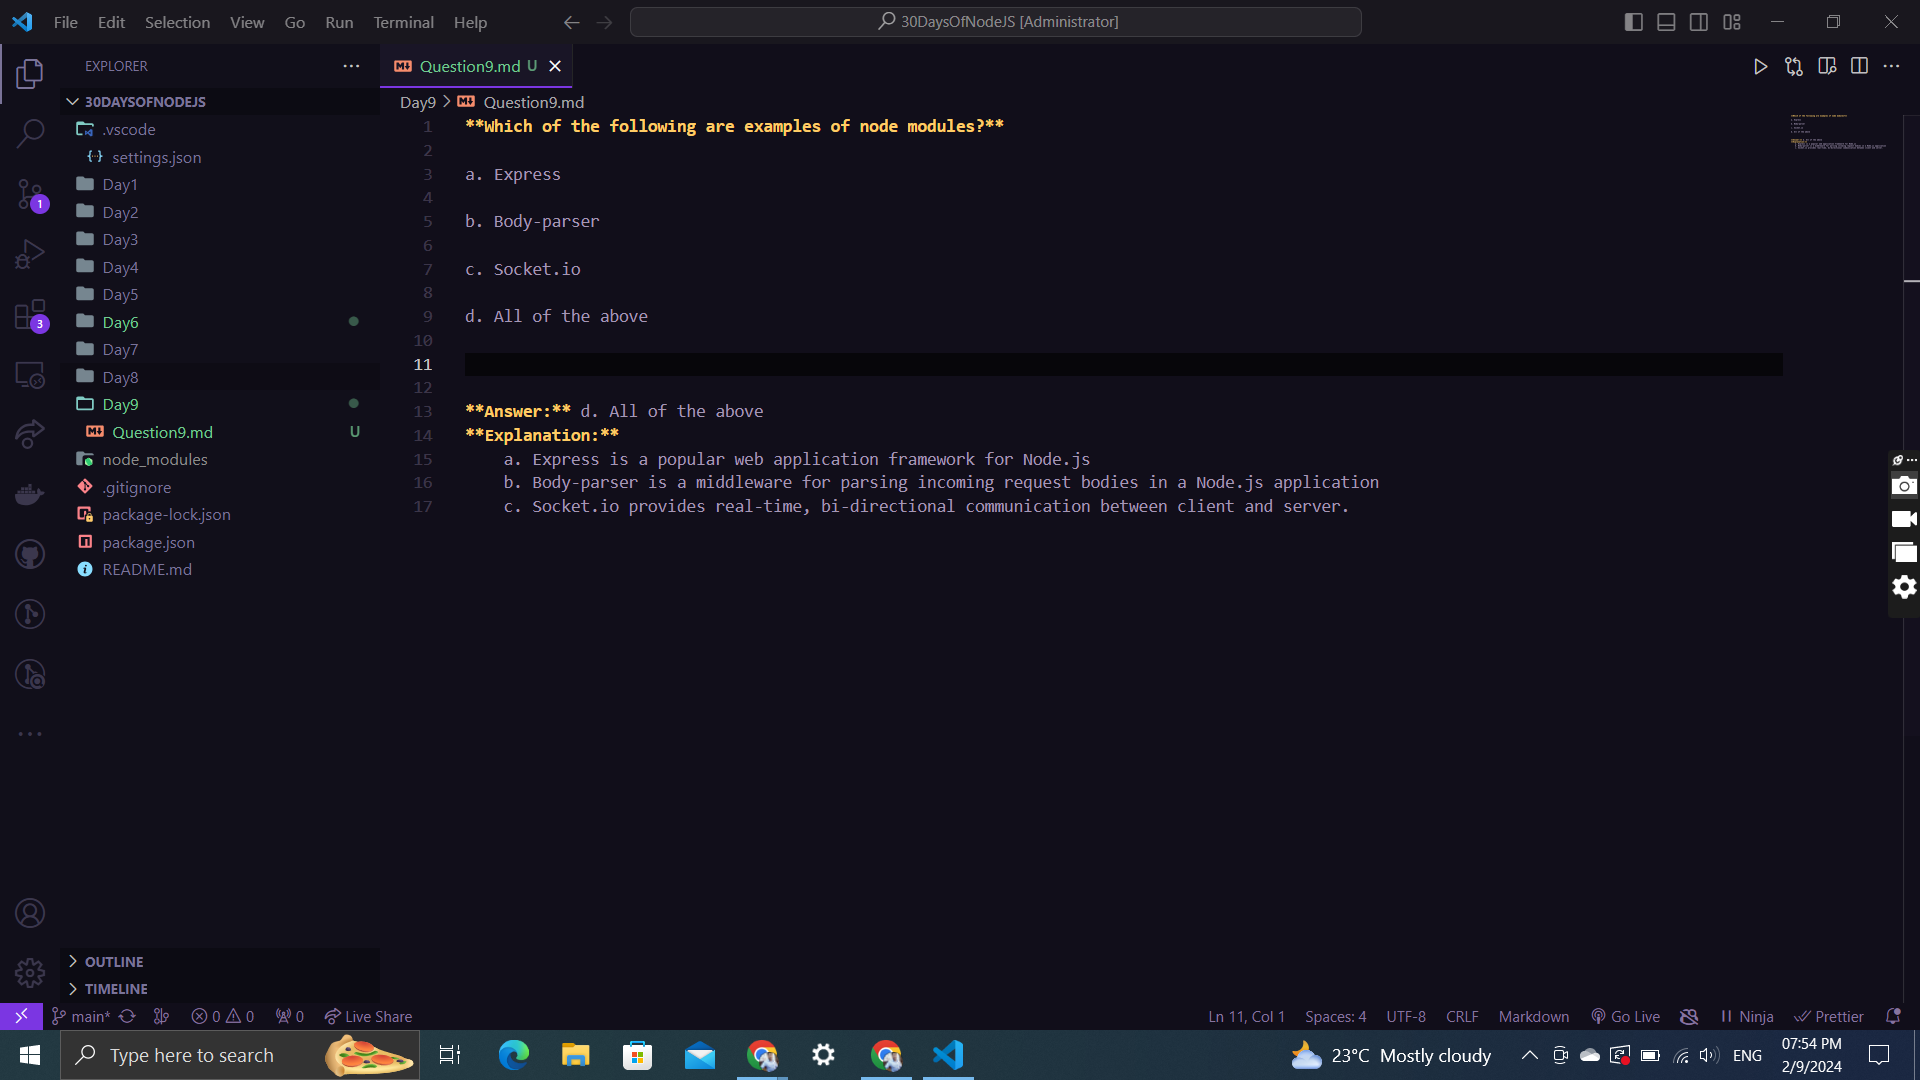 File Edit Selection View Go Run Terminal Help
30DaysOfNodeJS [Administrator]
EXPLORER
30DAYSOFNODEJS
.vscode
settings.json
Day1
Day2
Day3
Day4
Day5
Day6
Day7
Day8
Day9
Question9.md U
node_modules
.gitignore
package-lock.json
package.json
README.md
OUTLINE
TIMELINE
1
3
Question9.md U
Day9 > Question9.md
1 **Which of the following are examples of node modules?**
2
3 a. Express
4
5 b. Body-parser
6
7 c. Socket.io
8
9 d. All of the above
10
11
12
13 **Answer:** d. All of the above
14 **Explanation:**
15 a. Express is a popular web application framework for Node.js
16 b. Body-parser is a middleware for parsing incoming request bodies in a Node.js application
17 c. Socket.io provides real-time, bi-directional communication between client and server.
main* 0 0 0 Live Share
Ln 11, Col 1 Spaces: 4 UTF-8 CRLF Markdown Go Live Ninja Prettier
Type here to search
23°C Mostly cloudy
ENG
07:54 PM
2/9/2024